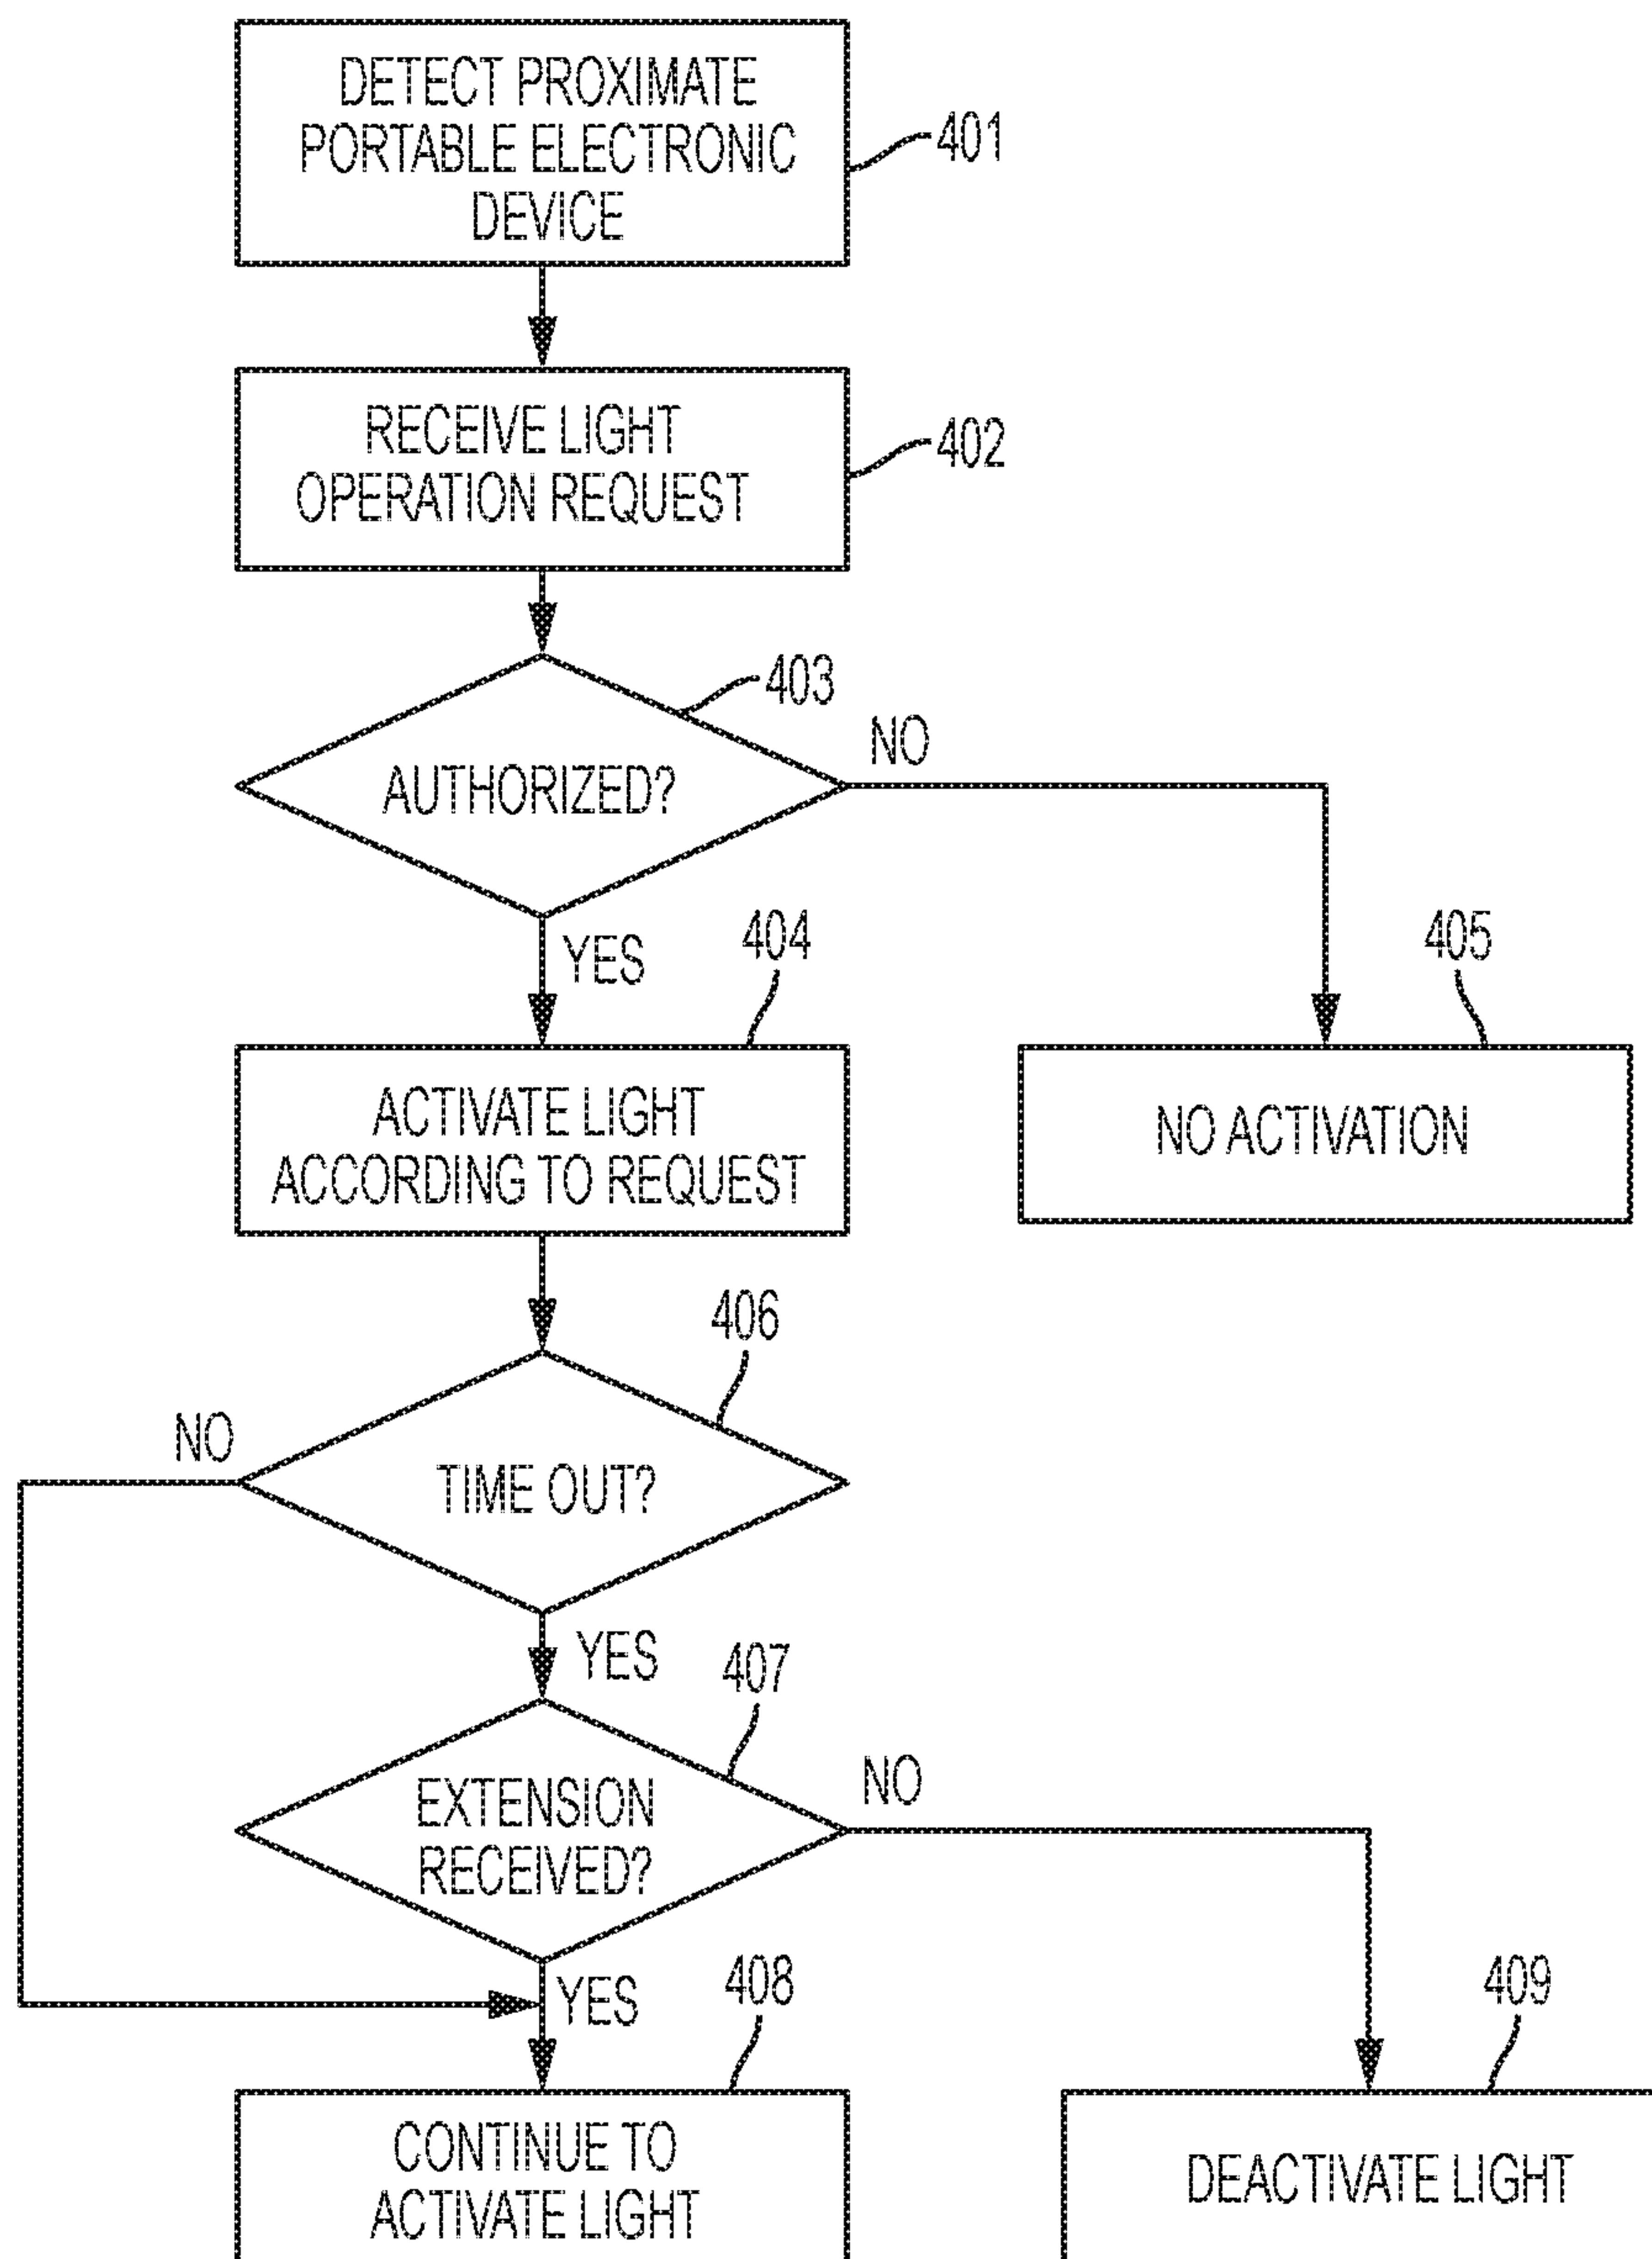 DETECT PROXIMATE
PORTABLE ELECTRONIC
DEVICE
401
RECEIVE LIGHT
OPERATION REQUEST
402
403
AUTHORIZED?
NO
YES
404
405
ACTIVATE LIGHT
ACCORDING TO REQUEST
NO ACTIVATION
406
NO
TIME OUT?
YES
407
EXTENSION
RECEIVED?
NO
YES
408
409
CONTINUE TO
ACTIVATE LIGHT
DEACTIVATE LIGHT